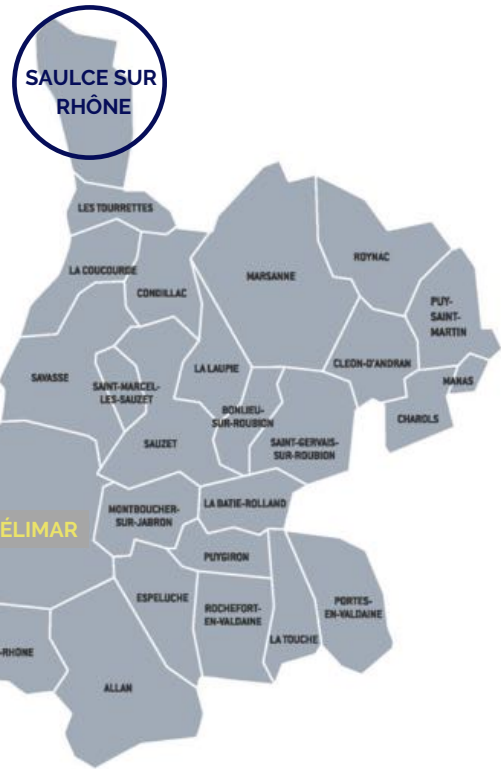 SAULCE SUR
RHÔNE
LES TOURRETTES
LA COUCOURDE
CONDILLAC
MARSANNE
ROYNAC
PUY-
SAINT-
MARTIN
SAVASSE
SAINT-MARCEL-
LES-SAUZET
LA LAUPIE
CLEON-D'ANDRAN
MANAS
BONLIEU-
SUR-ROUBION
CHAROLS
SAUZET
SAINT-GERVAIS-
SUR-ROUBION
MONTBOUCHER-
SUR-JABRON
LA BATIE-ROLLAND
ÉLIMAR
PUYGIRON
ESPELUCHE
ROCHEFORT-
EN-VALDAINE
PORTES-
EN-VALDAINE
LA TOUCHE
-RHONE
ALLAN